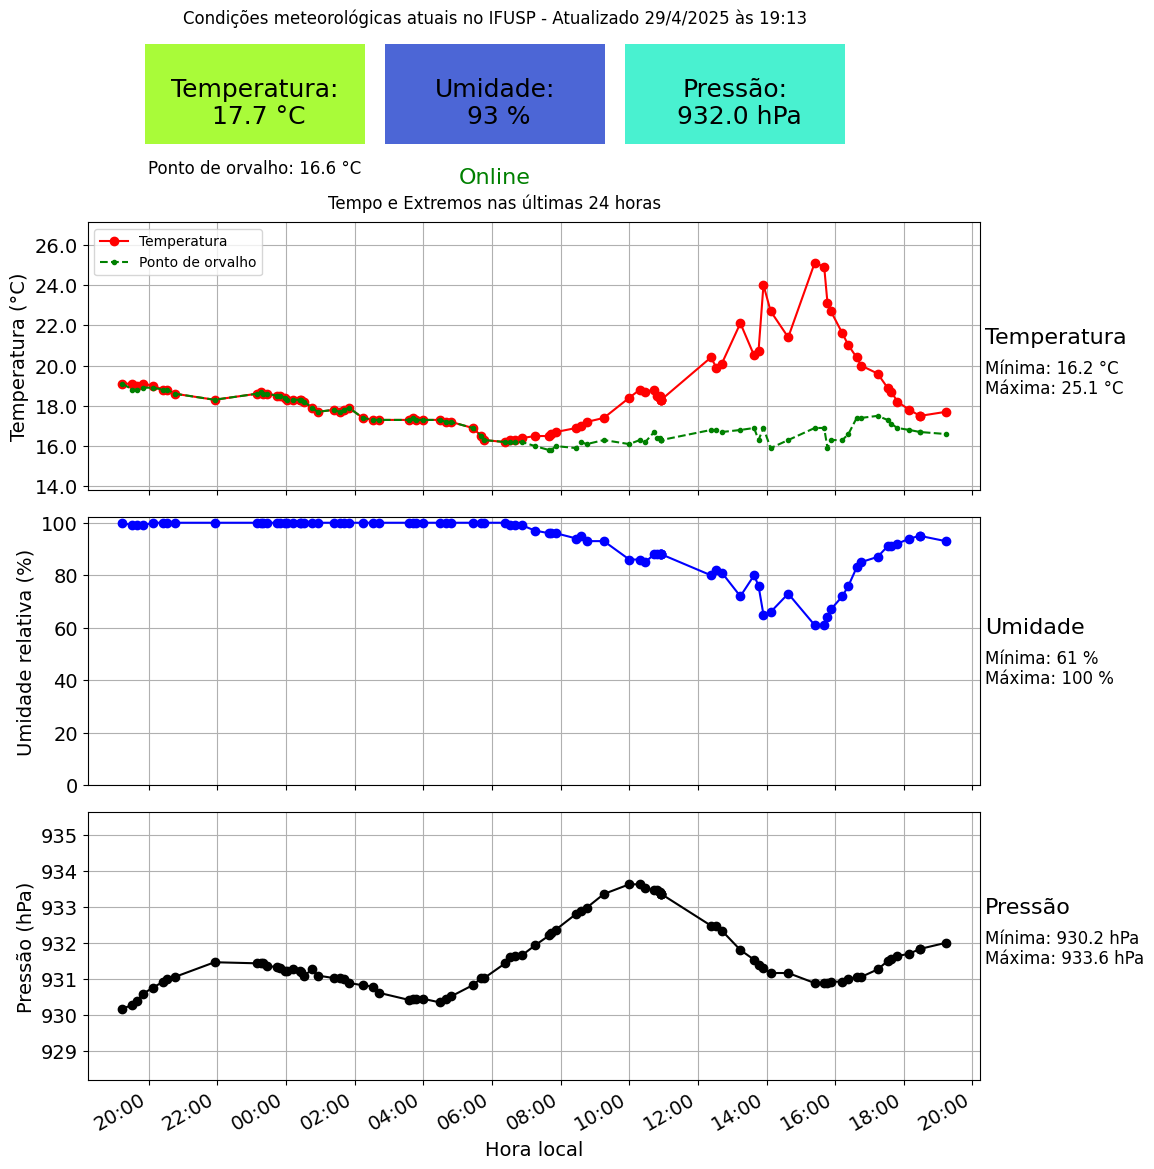 Condições meteorológicas atuais no IFUSP - Atualizado 29/4/2025 às 19:13
Temperatura:
17.7 °C
Umidade:
93 %
Pressão:
932.0 hPa
Ponto de orvalho: 16.6 °C
Online
Tempo e Extremos nas últimas 24 horas
Temperatura
Ponto de orvalho
Temperatura (°C)
26.0
24.0
22.0
20.0
18.0
16.0
14.0
Temperatura
Mínima: 16.2 °C
Máxima: 25.1 °C
Umidade relativa (%)
100
80
60
40
20
0
Umidade
Mínima: 61 %
Máxima: 100 %
Pressão (hPa)
935
934
933
932
931
930
929
Pressão
Mínima: 930.2 hPa
Máxima: 933.6 hPa
20:00
22:00
00:00
02:00
04:00
06:00
08:00
10:00
12:00
14:00
16:00
18:00
20:00
Hora local